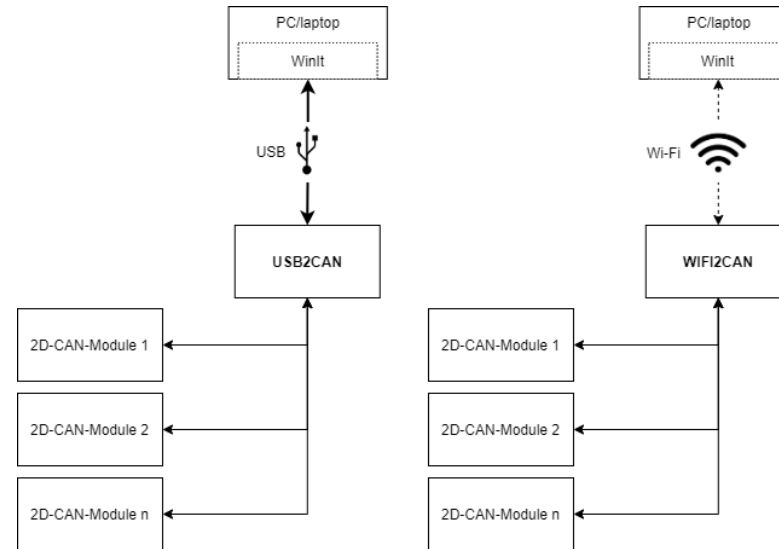 PC/laptop
WinIt
USB
USB2CAN
2D-CAN-Module 1
2D-CAN-Module 2
2D-CAN-Module n
PC/laptop
WinIt
Wi-Fi
WIFI2CAN
2D-CAN-Module 1
2D-CAN-Module 2
2D-CAN-Module n